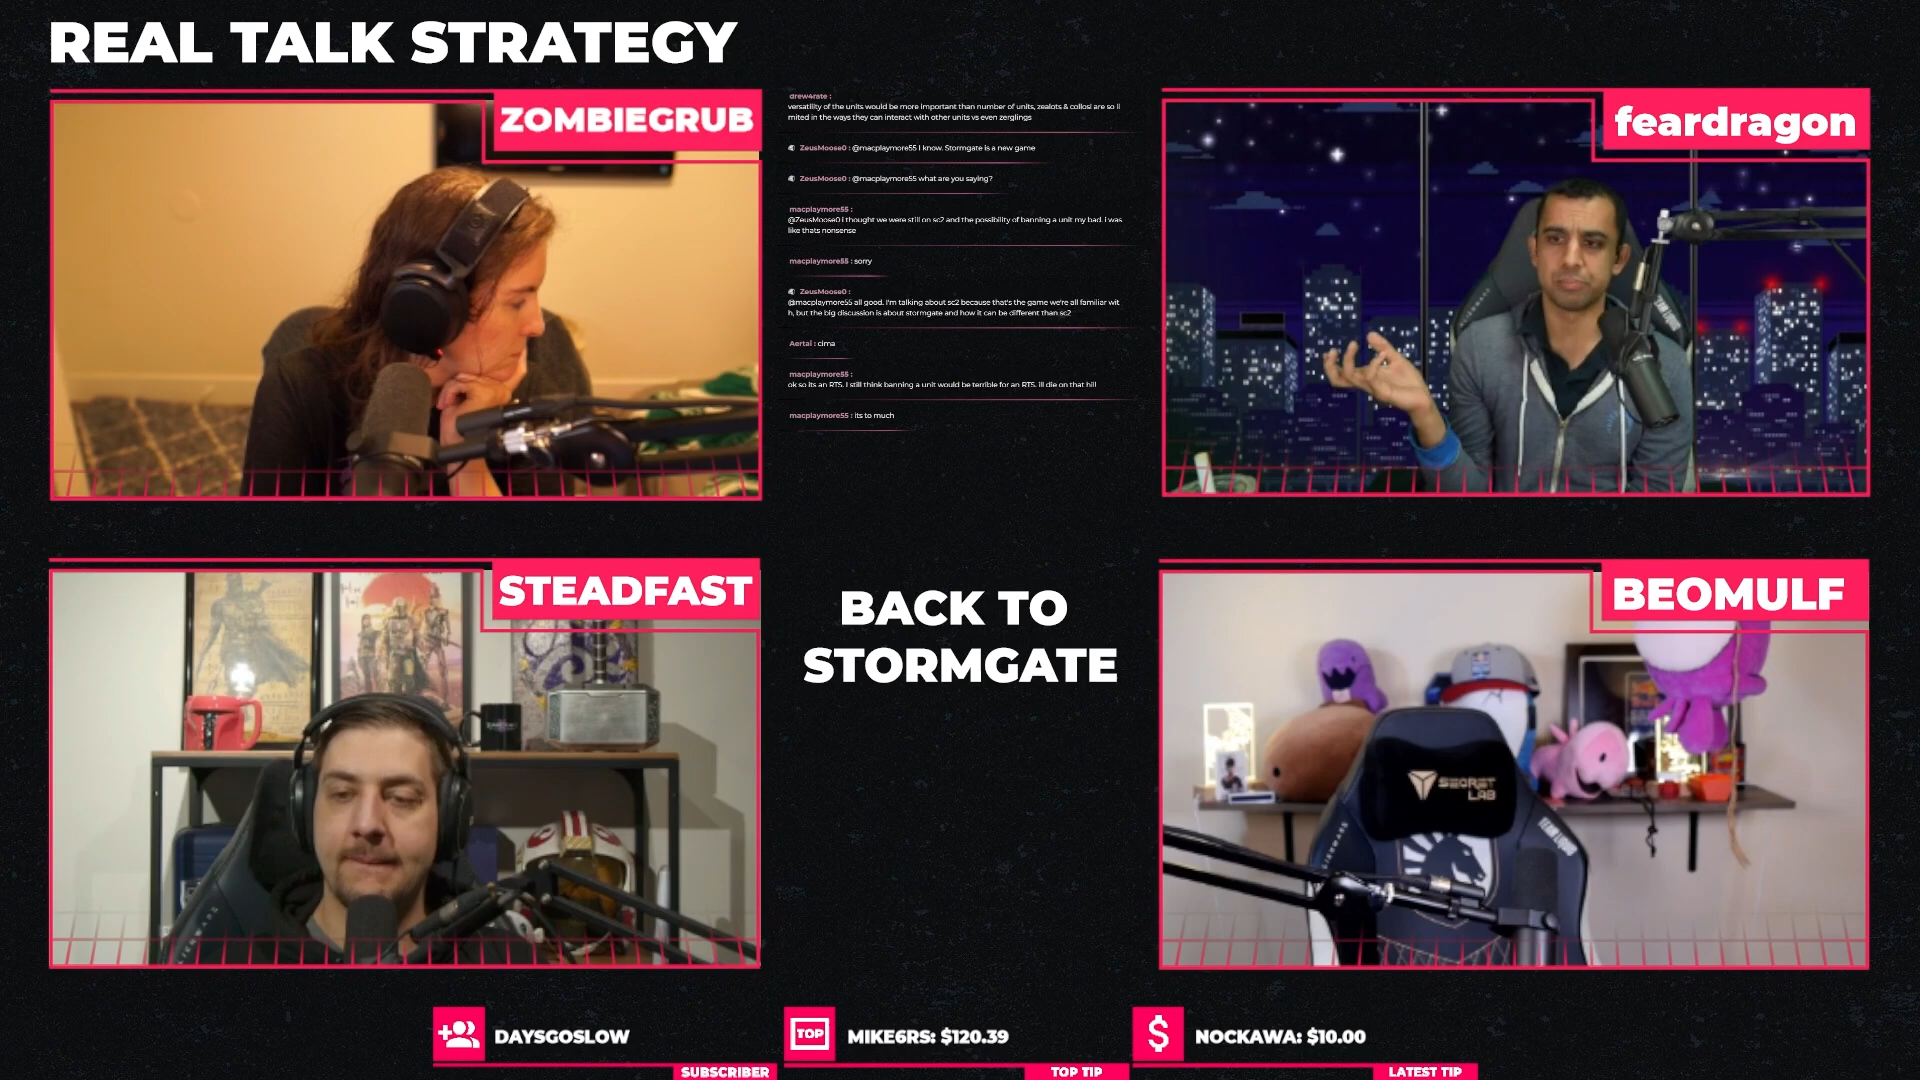 REAL TALK STRATEGY
ZOMBIEGRUB
drew4rate :
versatility of the units would be more important than number of units, zealots & collosi are so li
mited in the ways they can interact with other units vs even zerglings
ZeusMoose0 : @macplaymore55 I know. Stormgate is a new game
ZeusMoose0 : @macplaymore55 what are you saying?
macplaymore55 :
@ZeusMoose0 i thought we were still on sc2 and the possibility of banning a unit my bad. i was
like thats nonsense
macplaymore55 : sorry
ZeusMoose0 :
@macplaymore55 all good. I'm talking about sc2 because that's the game we're all familiar wit
h, but the big discussion is about stormgate and how it can be different than sc2
Aertal : cima
macplaymore55 :
ok so its an RTS. I still think banning a unit would be terrible for an RTS. ill die on that hill
macplaymore55 : its to much
feardragon
STEADFAST
BACK TO
STORMGATE
BEOMULF
SECRET
LAB
TEAM LIQUID
DAYSGOSLOW
SUBSCRIBER
TOP
MIKE6RS: $120.39
TOP TIP
$
NOCKAWA: $10.00
LATEST TIP